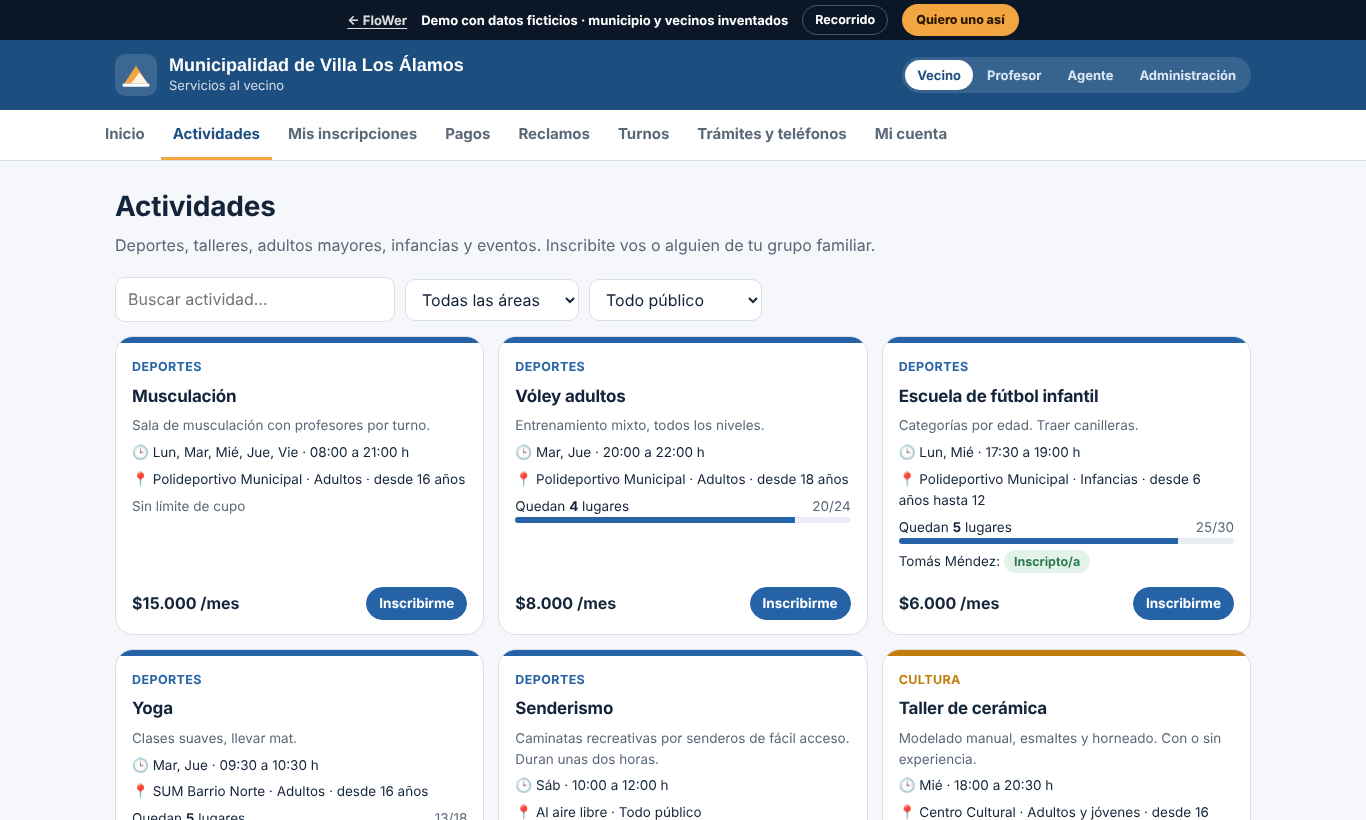 ← FloWer Demo con datos ficticios · municipio y vecinos inventados Recorrido Quiero uno así
Municipalidad de Villa Los Álamos
Servicios al vecino
Vecino Profesor Agente Administración
Inicio Actividades Mis inscripciones Pagos Reclamos Turnos Trámites y teléfonos Mi cuenta
Actividades
Deportes, talleres, adultos mayores, infancias y eventos. Inscribite vos o alguien de tu grupo familiar.
Buscar actividad... Todas las áreas Todo público
DEPORTES
Musculación
Sala de musculación con profesores por turno.
Lun, Mar, Mié, Jue, Vie · 08:00 a 21:00 h
Polideportivo Municipal · Adultos · desde 16 años
Sin límite de cupo
$15.000 /mes Inscribirme
DEPORTES
Vóley adultos
Entrenamiento mixto, todos los niveles.
Mar, Jue · 20:00 a 22:00 h
Polideportivo Municipal · Adultos · desde 18 años
Quedan 4 lugares 20/24
$8.000 /mes Inscribirme
DEPORTES
Escuela de fútbol infantil
Categorías por edad. Traer canilleras.
Lun, Mié · 17:30 a 19:00 h
Polideportivo Municipal · Infancias · desde 6
años hasta 12
Quedan 5 lugares 25/30
Tomás Méndez: Inscripto/a
$6.000 /mes Inscribirme
DEPORTES
Yoga
Clases suaves, llevar mat.
Mar, Jue · 09:30 a 10:30 h
SUM Barrio Norte · Adultos · desde 16 años
Quedan 5 lugares 13/18
DEPORTES
Senderismo
Caminatas recreativas por senderos de fácil acceso.
Duran unas dos horas.
Sáb · 10:00 a 12:00 h
Al aire libre · Todo público
CULTURA
Taller de cerámica
Modelado manual, esmaltes y horneado. Con o sin
experiencia.
Mié · 18:00 a 20:30 h
Centro Cultural · Adultos y jóvenes · desde 16